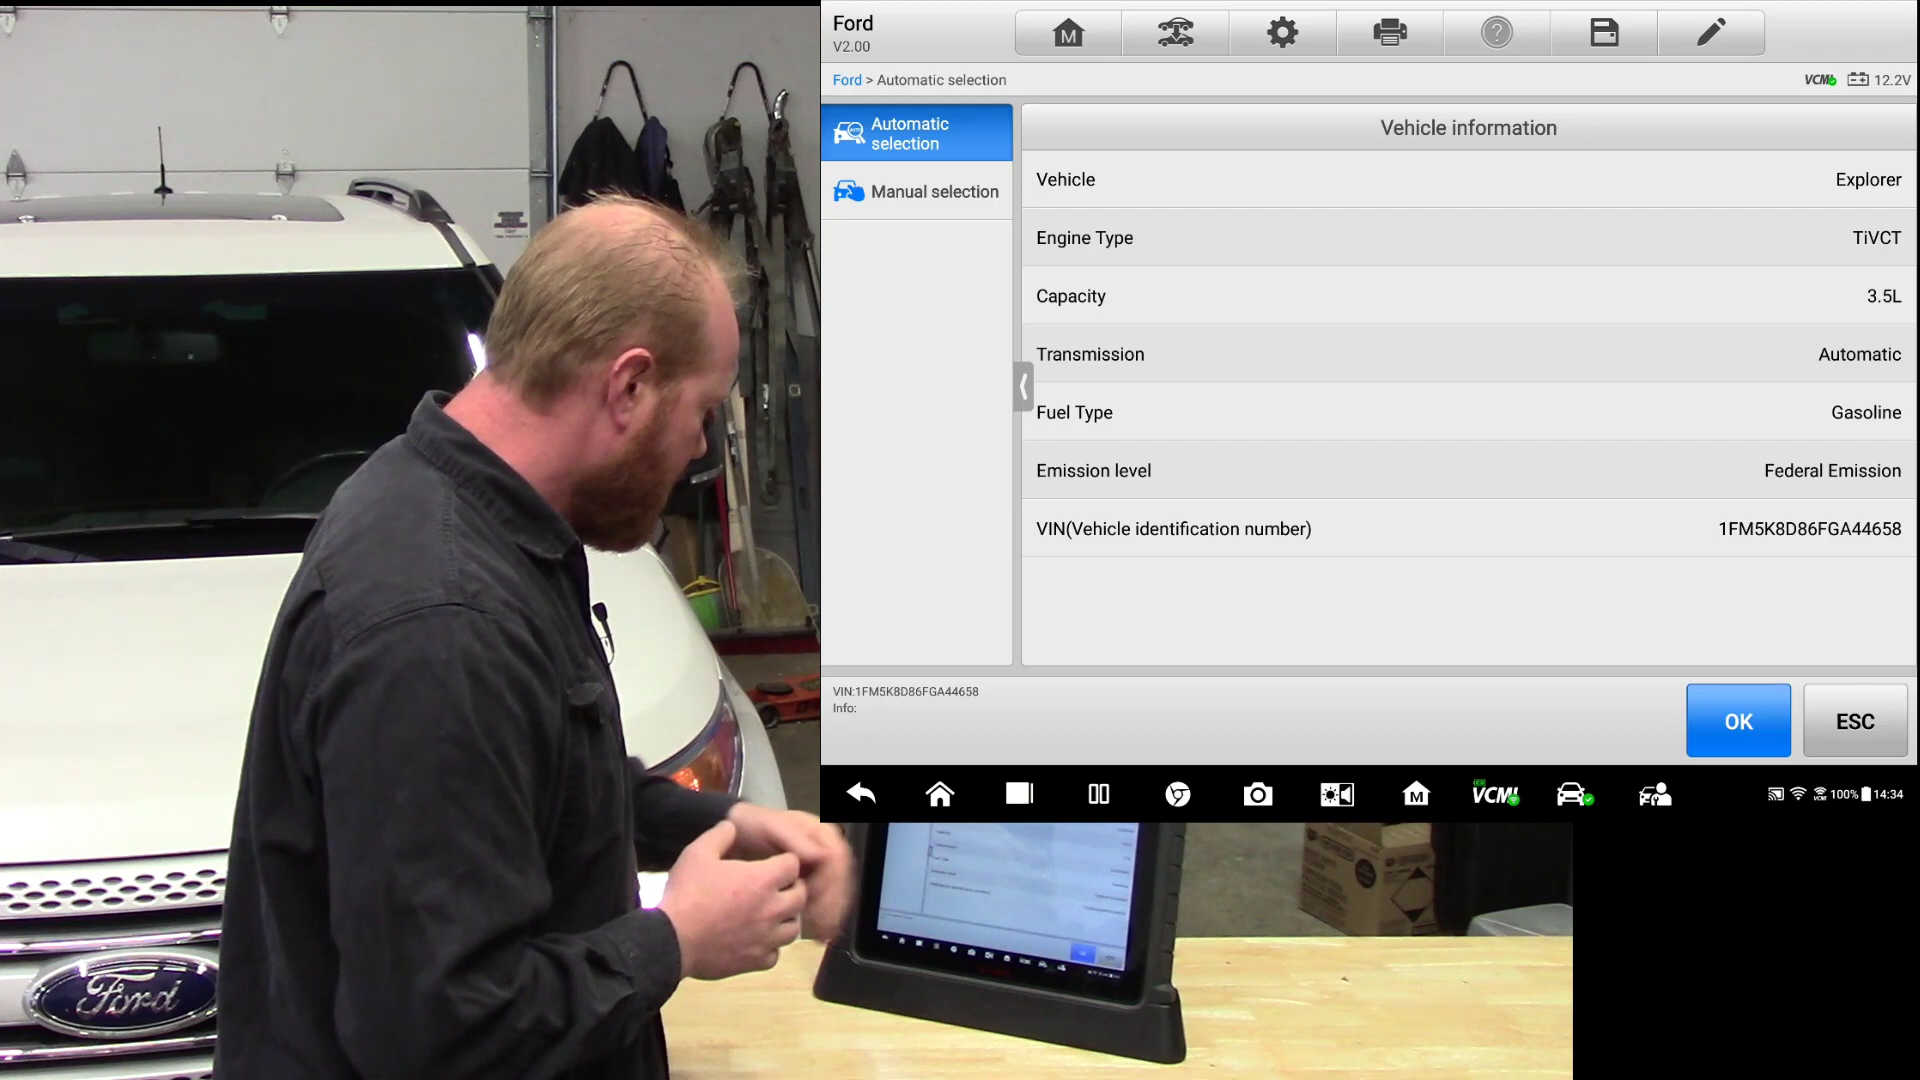 Ford
V2.00
M
?
Ford > Automatic selection
VCMI
12.2V
Automatic
selection
Manual selection
Vehicle information
Vehicle
Explorer
Engine Type
TiVCT
Capacity
3.5L
Transmission
Automatic
Fuel Type
Gasoline
Emission level
Federal Emission
VIN(Vehicle identification number)
1FM5K8D86FGA44658
VIN:1FM5K8D86FGA44658
Info:
OK
ESC
M
VCMI
100%
14:34
Ford